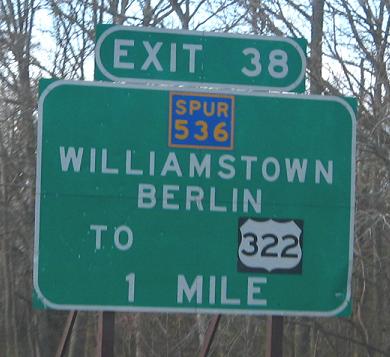 EXIT 38
SPUR
536
WILLIAMSTOWN
BERLIN
TO 322
1 MILE